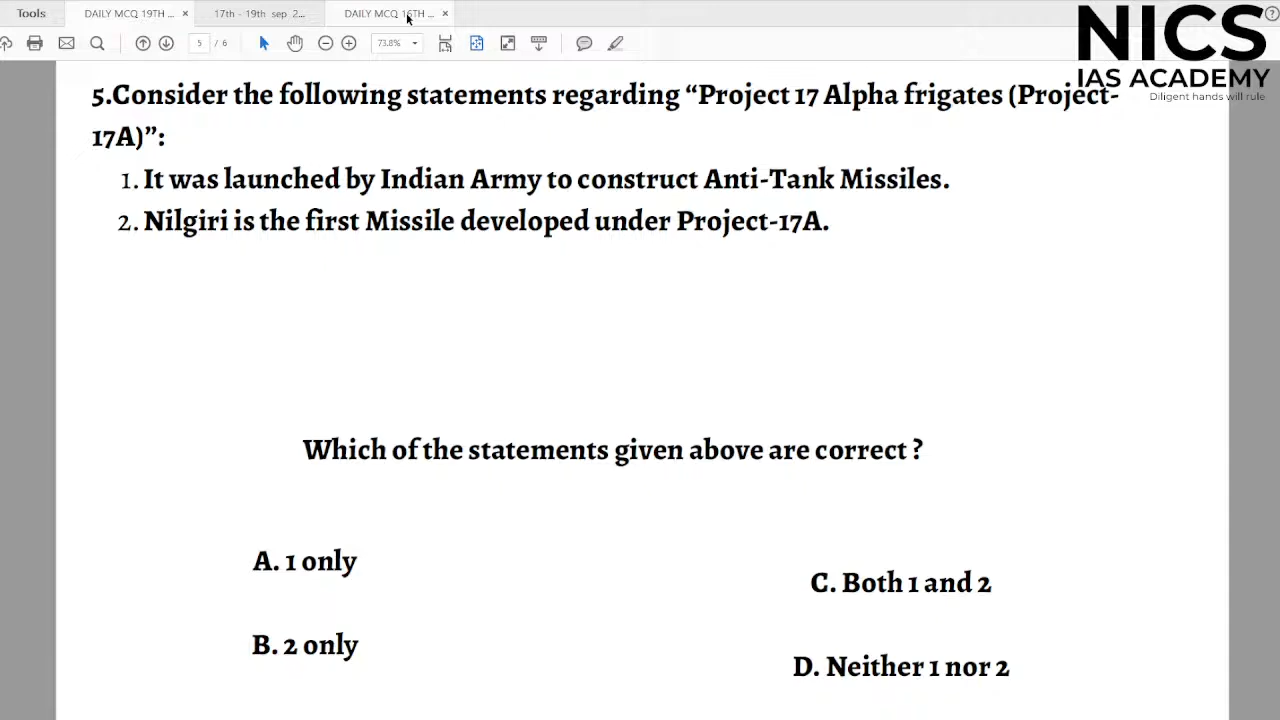 Tools
DAILY MCQ 19TH ...
17th - 19th sep 2...
DAILY MCQ 16TH ...
5 / 6
73.8%
NICS
IAS ACADEMY
Diligent hands will rule
5.Consider the following statements regarding “Project 17 Alpha frigates (Project-
17A)”:
1. It was launched by Indian Army to construct Anti-Tank Missiles.
2. Nilgiri is the first Missile developed under Project-17A.
Which of the statements given above are correct ?
A. 1 only
C. Both 1 and 2
B. 2 only
D. Neither 1 nor 2